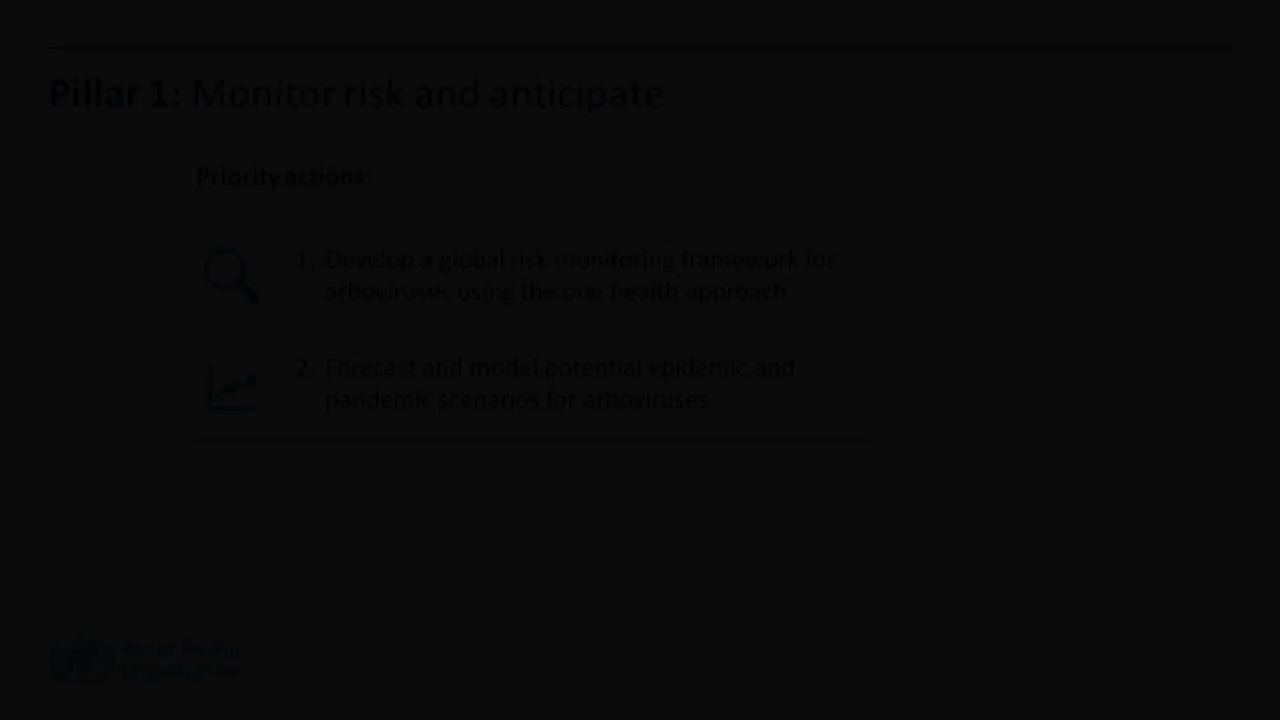 Pillar 1: Monitor risk and anticipate
Priority actions:
1. Develop a global risk monitoring framework for
arboviruses using the one health approach
2. Forecast and model potential epidemic and
pandemic scenarios for arboviruses
World Health
Organization